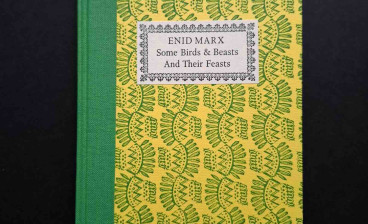 ENID MARX
Some Birds & Beasts
And Their Feasts